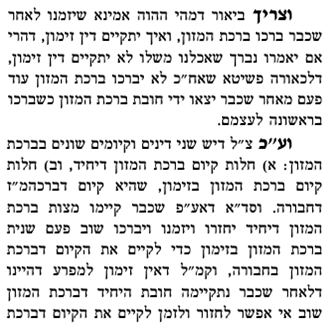 וצריך ביאור דמהי ההוה אמינא שיזמנו לאחר
שכבר ברכו ברכת המזון, ואיך יתקיים דין זימון, דהרי
אם יאמרו נברך שאכלנו משלו לא יתקיים דין זימון,
דלכאורה פשיטא שאח״כ לא יברכו ברכת המזון עוד
פעם מאחר שכבר יצאו ידי חובת ברכת המזון כשברכו
בראשונה לעצמם.
וע״כ צ״ל דיש שני דינים וקיומים שונים בברכת
המזון: א) חלות קיום ברכת המזון דיחיד, וב) חלות
קיום ברכת המזון בזימון, שהיא קיום דברכהמ״ז
דחבורה. וסד״א דאע״פ שכבר קיימו מצות ברכת
המזון דיחיד יחזרו ויזמנו ויברכו שוב פעם שנית
ברכת המזון בזימון כדי לקיים את הקיום דברכת
המזון בחבורה, וקמ״ל דאין זימון למפרע דהיינו
דלאחר שכבר נתקיימה חובת היחיד דברכת המזון
שוב אי אפשר לחזור ולזמן לקיים את הקיום דברכת